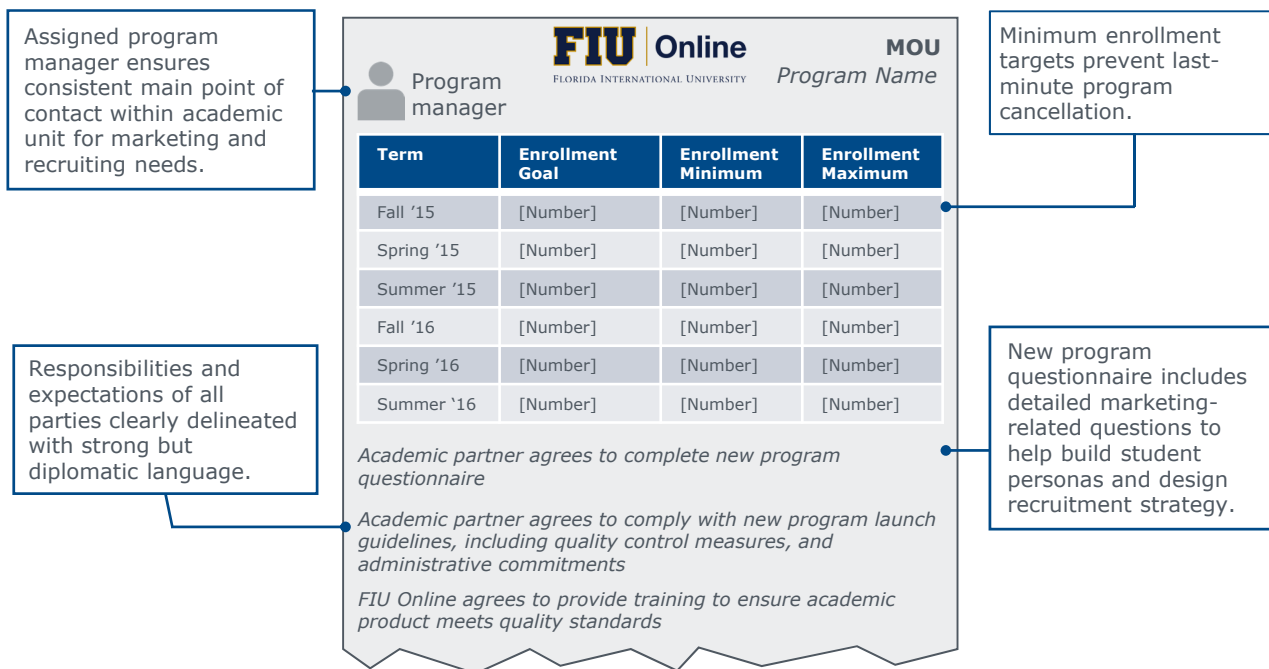 Assigned program
manager ensures
consistent main point of
contact within academic
unit for marketing and
recruiting needs.
FIU Online
FLORIDA INTERNATIONAL UNIVERSITY
MOU
Program Name
Program
manager
Minimum enrollment
targets prevent last-
minute program
cancellation.
Term Enrollment Goal Enrollment Minimum Enrollment Maximum
Fall ’15 [Number] [Number] [Number]
Spring ’15 [Number] [Number] [Number]
Summer ’15 [Number] [Number] [Number]
Fall ’16 [Number] [Number] [Number]
Spring ’16 [Number] [Number] [Number]
Summer ‘16 [Number] [Number] [Number]
Responsibilities and
expectations of all
parties clearly delineated
with strong but
diplomatic language.
New program
questionnaire includes
detailed marketing-
related questions to
help build student
personas and design
recruitment strategy.
Academic partner agrees to complete new program
questionnaire
Academic partner agrees to comply with new program launch
guidelines, including quality control measures, and
administrative commitments
FIU Online agrees to provide training to ensure academic
product meets quality standards